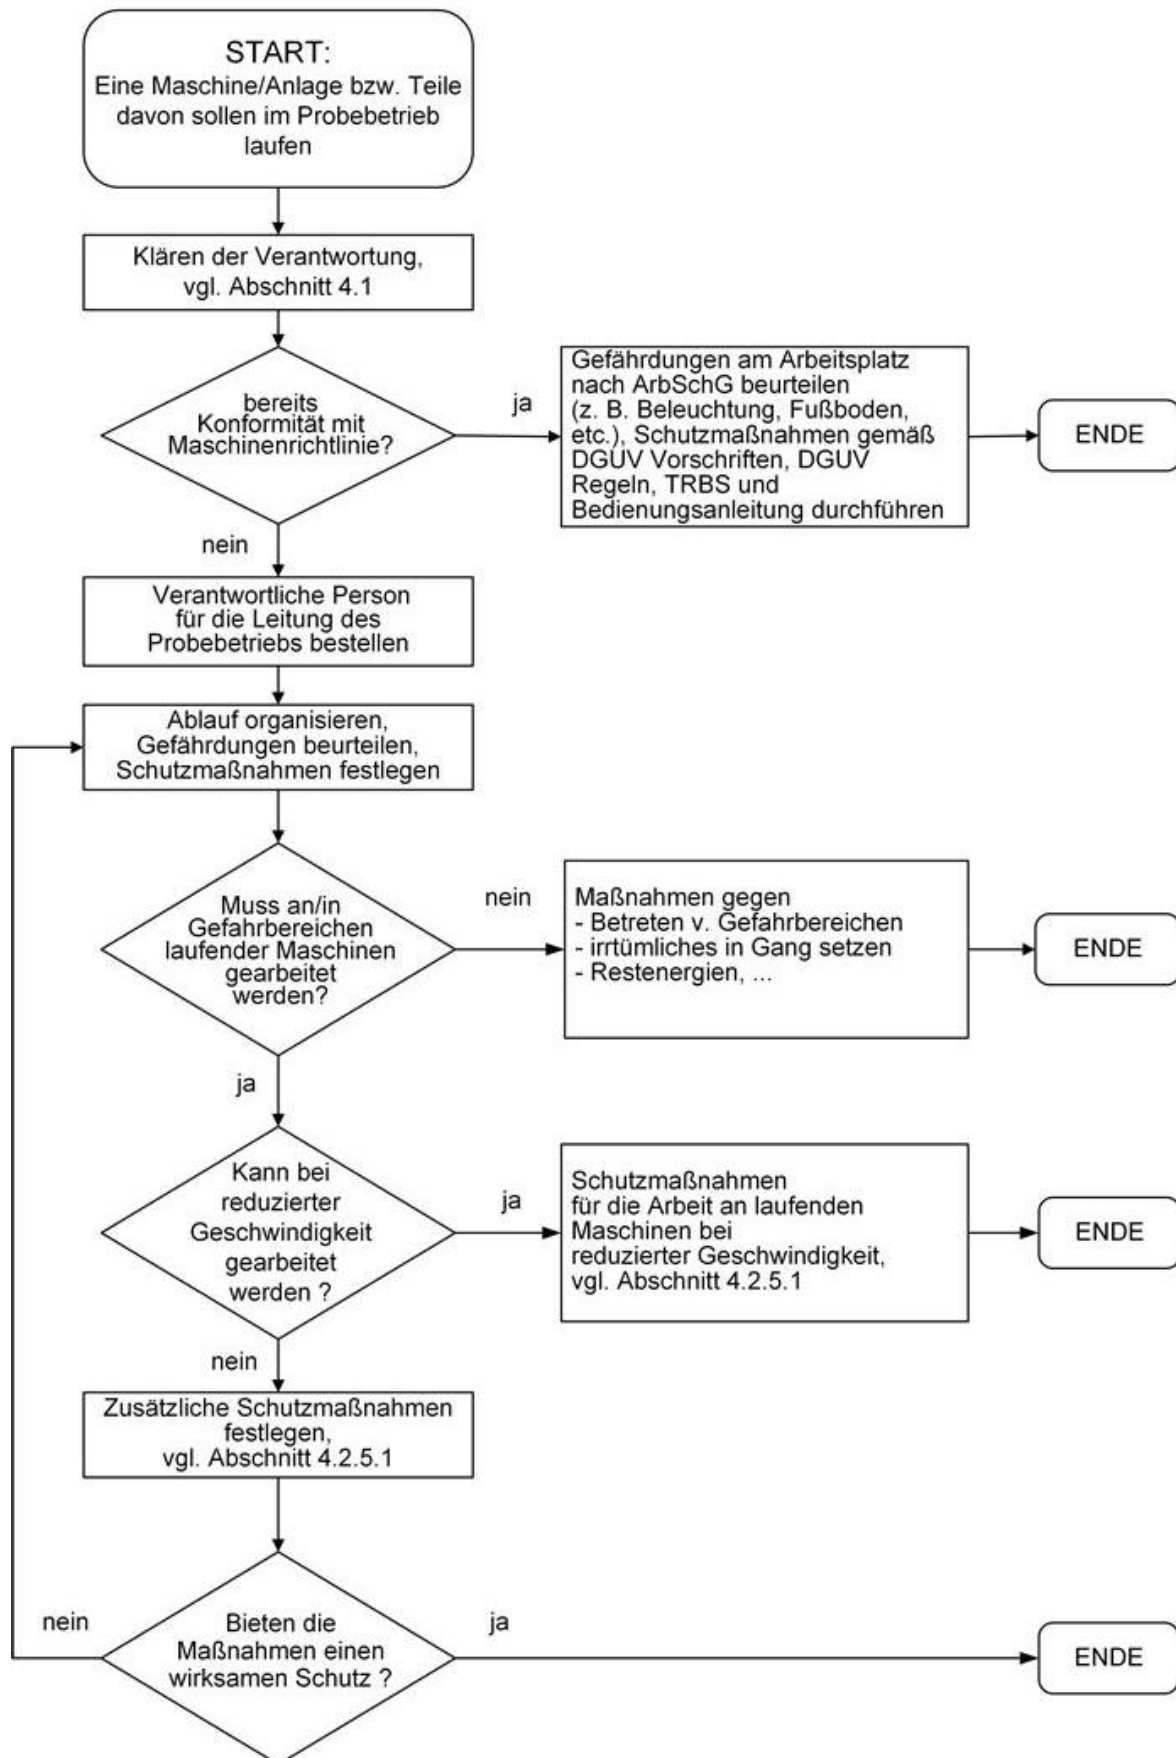 START:
Eine Maschine/Anlage bzw. Teile
davon sollen im Probebetrieb
laufen
Klären der Verantwortung,
vgl. Abschnitt 4.1
bereits
Konformität mit
Maschinenrichtlinie?
ja
Gefährdungen am Arbeitsplatz
nach ArbSchG beurteilen
(z. B. Beleuchtung, Fußboden,
etc.), Schutzmaßnahmen gemäß
DGUV Vorschriften, DGUV
Regeln, TRBS und
Bedienungsanleitung durchführen
ENDE
nein
Verantwortliche Person
für die Leitung des
Probebetriebs bestellen
Ablauf organisieren,
Gefährdungen beurteilen,
Schutzmaßnahmen festlegen
Muss an/in
Gefahrbereichen
laufender Maschinen
gearbeitet
werden?
nein
Maßnahmen gegen
- Betreten v. Gefahrbereichen
- irrtümliches in Gang setzen
- Restenergien, ...
ENDE
ja
Kann bei
reduzierter
Geschwindigkeit
gearbeitet
werden ?
ja
Schutzmaßnahmen
für die Arbeit an laufenden
Maschinen bei
reduzierter Geschwindigkeit,
vgl. Abschnitt 4.2.5.1
ENDE
nein
Zusätzliche Schutzmaßnahmen
festlegen,
vgl. Abschnitt 4.2.5.1
nein
Bieten die
Maßnahmen einen
wirksamen Schutz ?
ja
ENDE